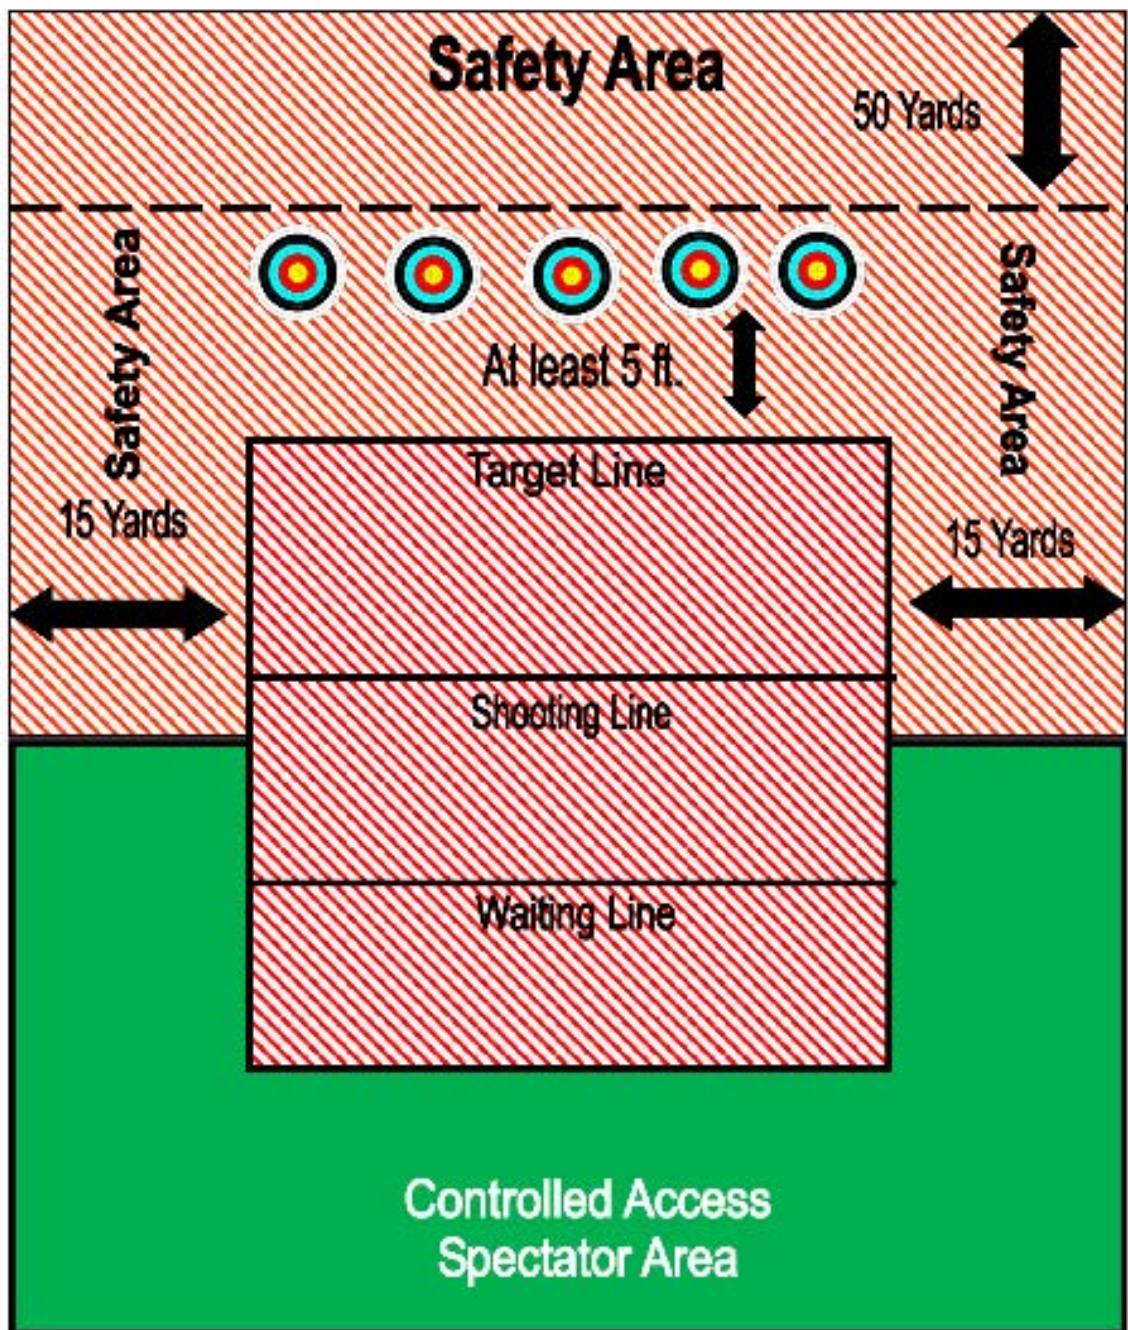 Safety Area
50 Yards
Safety Area
Safety Area
At least 5 ft.
Target Line
15 Yards
15 Yards
Shooting Line
Waiting Line
Controlled Access
Spectator Area